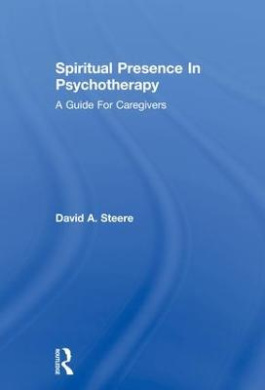 Spiritual Presence In
Psychotherapy
A Guide For Caregivers
David A. Steere
ROUTLEDGE